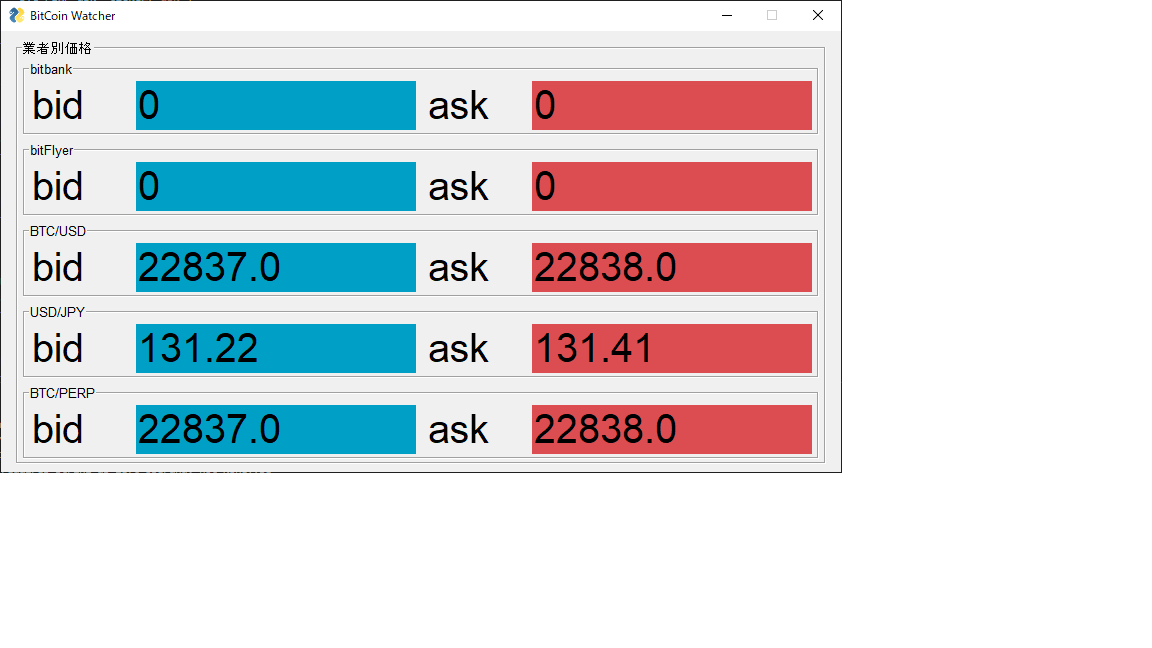 BitCoin Watcher
業者別価格
bitbank
bid 0 ask 0
bitFlyer
bid 0 ask 0
BTC/USD
bid 22837.0 ask 22838.0
USD/JPY
bid 131.22 ask 131.41
BTC/PERP
bid 22837.0 ask 22838.0